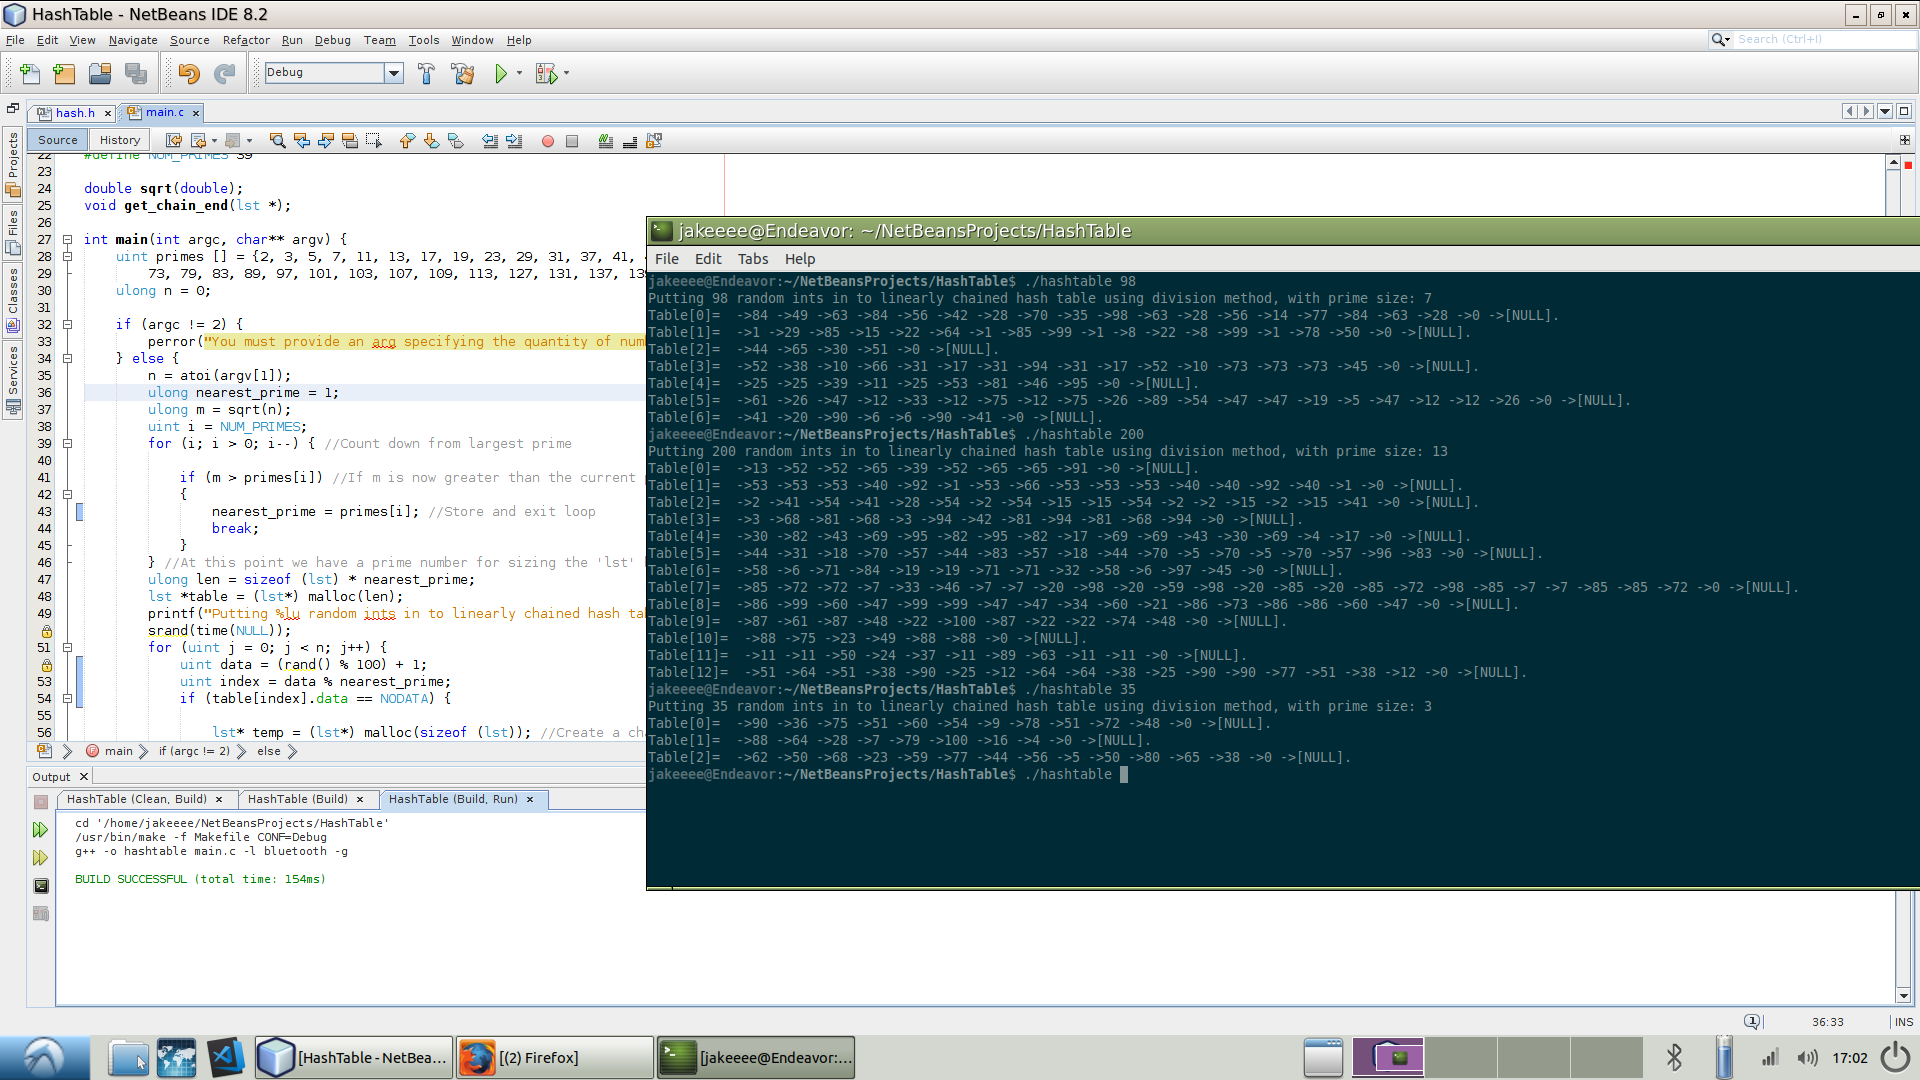 HashTable - NetBeans IDE 8.2
File Edit View Navigate Source Refactor Run Debug Team Tools Window Help
Search (Ctrl+I)
Debug
hash.h x main.c x
Source History
Projects
Files
Classes
Services
22 #define NUM_PRIMES 39
23
24 double sqrt(double);
25 void get_chain_end(lst *);
26
27 int main(int argc, char** argv) {
28 uint primes [] = {2, 3, 5, 7, 11, 13, 17, 19, 23, 29, 31, 37, 41,
29 73, 79, 83, 89, 97, 101, 103, 107, 109, 113, 127, 131, 137, 139
30 ulong n = 0;
31
32 if (argc != 2) {
33 perror("You must provide an arg specifying the quantity of num
34 } else {
35 n = atoi(argv[1]);
36 ulong nearest_prime = 1;
37 ulong m = sqrt(n);
38 uint i = NUM_PRIMES;
39 for (i; i > 0; i--) { //Count down from largest prime
40
41 if (m > primes[i]) //If m is now greater than the current
42 {
43 nearest_prime = primes[i]; //Store and exit loop
44 break;
45 }
46 } //At this point we have a prime number for sizing the 'lst'
47 ulong len = sizeof (lst) * nearest_prime;
48 lst *table = (lst*) malloc(len);
49 printf("Putting %lu random ints in to linearly chained hash ta
srand(time(NULL));
51 for (uint j = 0; j < n; j++) {
uint data = (rand() % 100) + 1;
53 uint index = data % nearest_prime;
54 if (table[index].data == NODATA) {
55
56 lst* temp = (lst*) malloc(sizeof (lst)); //Create a ch
main if (argc != 2) else
Output x
HashTable (Clean, Build) x HashTable (Build) x HashTable (Build, Run) x
cd '/home/jakeeee/NetBeansProjects/HashTable'
/usr/bin/make -f Makefile CONF=Debug
g++ -o hashtable main.c -l bluetooth -g
BUILD SUCCESSFUL (total time: 154ms)
jakeeee@Endeavor: ~/NetBeansProjects/HashTable
File Edit Tabs Help
jakeeee@Endeavor:~/NetBeansProjects/HashTable$ ./hashtable 98
Putting 98 random ints in to linearly chained hash table using division method, with prime size: 7
Table[0]=  ->84 ->49 ->63 ->84 ->56 ->42 ->28 ->70 ->35 ->98 ->63 ->28 ->56 ->14 ->77 ->84 ->63 ->28 ->0 ->[NULL].
Table[1]=  ->1 ->29 ->85 ->15 ->22 ->64 ->1 ->85 ->99 ->1 ->8 ->22 ->8 ->99 ->1 ->78 ->50 ->0 ->[NULL].
Table[2]=  ->44 ->65 ->30 ->51 ->0 ->[NULL].
Table[3]=  ->52 ->38 ->10 ->66 ->31 ->17 ->31 ->94 ->31 ->17 ->52 ->10 ->73 ->73 ->73 ->45 ->0 ->[NULL].
Table[4]=  ->25 ->25 ->39 ->11 ->25 ->53 ->81 ->46 ->95 ->0 ->[NULL].
Table[5]=  ->61 ->26 ->47 ->12 ->33 ->12 ->75 ->12 ->75 ->26 ->89 ->54 ->47 ->47 ->19 ->5 ->47 ->12 ->12 ->26 ->0 ->[NULL].
Table[6]=  ->41 ->20 ->90 ->6 ->6 ->90 ->41 ->0 ->[NULL].
jakeeee@Endeavor:~/NetBeansProjects/HashTable$ ./hashtable 200
Putting 200 random ints in to linearly chained hash table using division method, with prime size: 13
Table[0]=  ->13 ->52 ->52 ->65 ->39 ->52 ->65 ->65 ->91 ->0 ->[NULL].
Table[1]=  ->53 ->53 ->53 ->40 ->92 ->1 ->53 ->66 ->53 ->53 ->53 ->40 ->40 ->92 ->40 ->1 ->0 ->[NULL].
Table[2]=  ->2 ->41 ->54 ->41 ->28 ->54 ->2 ->54 ->15 ->15 ->54 ->2 ->2 ->15 ->2 ->15 ->41 ->0 ->[NULL].
Table[3]=  ->3 ->68 ->81 ->68 ->3 ->94 ->42 ->81 ->94 ->81 ->68 ->94 ->0 ->[NULL].
Table[4]=  ->30 ->82 ->43 ->69 ->95 ->82 ->95 ->82 ->17 ->69 ->69 ->43 ->30 ->69 ->4 ->17 ->0 ->[NULL].
Table[5]=  ->44 ->31 ->18 ->70 ->57 ->44 ->83 ->57 ->18 ->44 ->70 ->5 ->70 ->5 ->70 ->57 ->96 ->83 ->0 ->[NULL].
Table[6]=  ->58 ->6 ->71 ->84 ->19 ->19 ->71 ->71 ->32 ->58 ->6 ->97 ->45 ->0 ->[NULL].
Table[7]=  ->85 ->72 ->72 ->7 ->33 ->46 ->7 ->7 ->20 ->98 ->20 ->59 ->98 ->20 ->85 ->20 ->85 ->72 ->98 ->85 ->7 ->7 ->85 ->85 ->72 ->0 ->[NULL].
Table[8]=  ->86 ->99 ->60 ->47 ->99 ->99 ->47 ->47 ->34 ->60 ->21 ->86 ->73 ->86 ->86 ->60 ->47 ->0 ->[NULL].
Table[9]=  ->87 ->61 ->87 ->48 ->22 ->100 ->87 ->22 ->22 ->74 ->48 ->0 ->[NULL].
Table[10]=  ->88 ->75 ->23 ->49 ->88 ->88 ->0 ->[NULL].
Table[11]=  ->11 ->11 ->50 ->24 ->37 ->11 ->89 ->63 ->11 ->11 ->0 ->[NULL].
Table[12]=  ->51 ->64 ->51 ->38 ->90 ->25 ->12 ->64 ->64 ->38 ->25 ->90 ->90 ->77 ->51 ->38 ->12 ->0 ->[NULL].
jakeeee@Endeavor:~/NetBeansProjects/HashTable$ ./hashtable 35
Putting 35 random ints in to linearly chained hash table using division method, with prime size: 3
Table[0]=  ->90 ->36 ->75 ->51 ->60 ->54 ->9 ->78 ->51 ->72 ->48 ->0 ->[NULL].
Table[1]=  ->88 ->64 ->28 ->7 ->79 ->100 ->16 ->4 ->0 ->[NULL].
Table[2]=  ->62 ->50 ->68 ->23 ->59 ->77 ->44 ->56 ->5 ->50 ->80 ->65 ->38 ->0 ->[NULL].
jakeeee@Endeavor:~/NetBeansProjects/HashTable$ ./hashtable
1 36:33 INS
[HashTable - NetBea... [(2) Firefox] [jakeeee@Endeavor:... 17:02